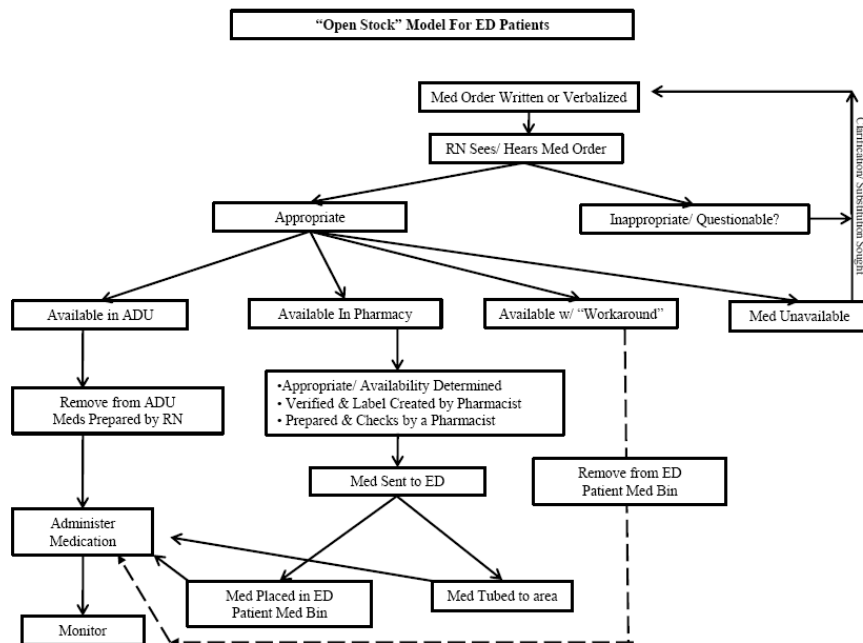 “Open Stock” Model For ED Patients
Med Order Written or Verbalized
RN Sees/ Hears Med Order
Appropriate
Inappropriate/ Questionable?
Clarification/ Substitution Sought
Available in ADU
Available In Pharmacy
Available w/ “Workaround”
Med Unavailable
Remove from ADU
Meds Prepared by RN
•Appropriate/ Availability Determined
• Verified & Label Created by Pharmacist
• Prepared & Checks by a Pharmacist
Med Sent to ED
Remove from ED
Patient Med Bin
Administer
Medication
Med Placed in ED
Patient Med Bin
Med Tubed to area
Monitor